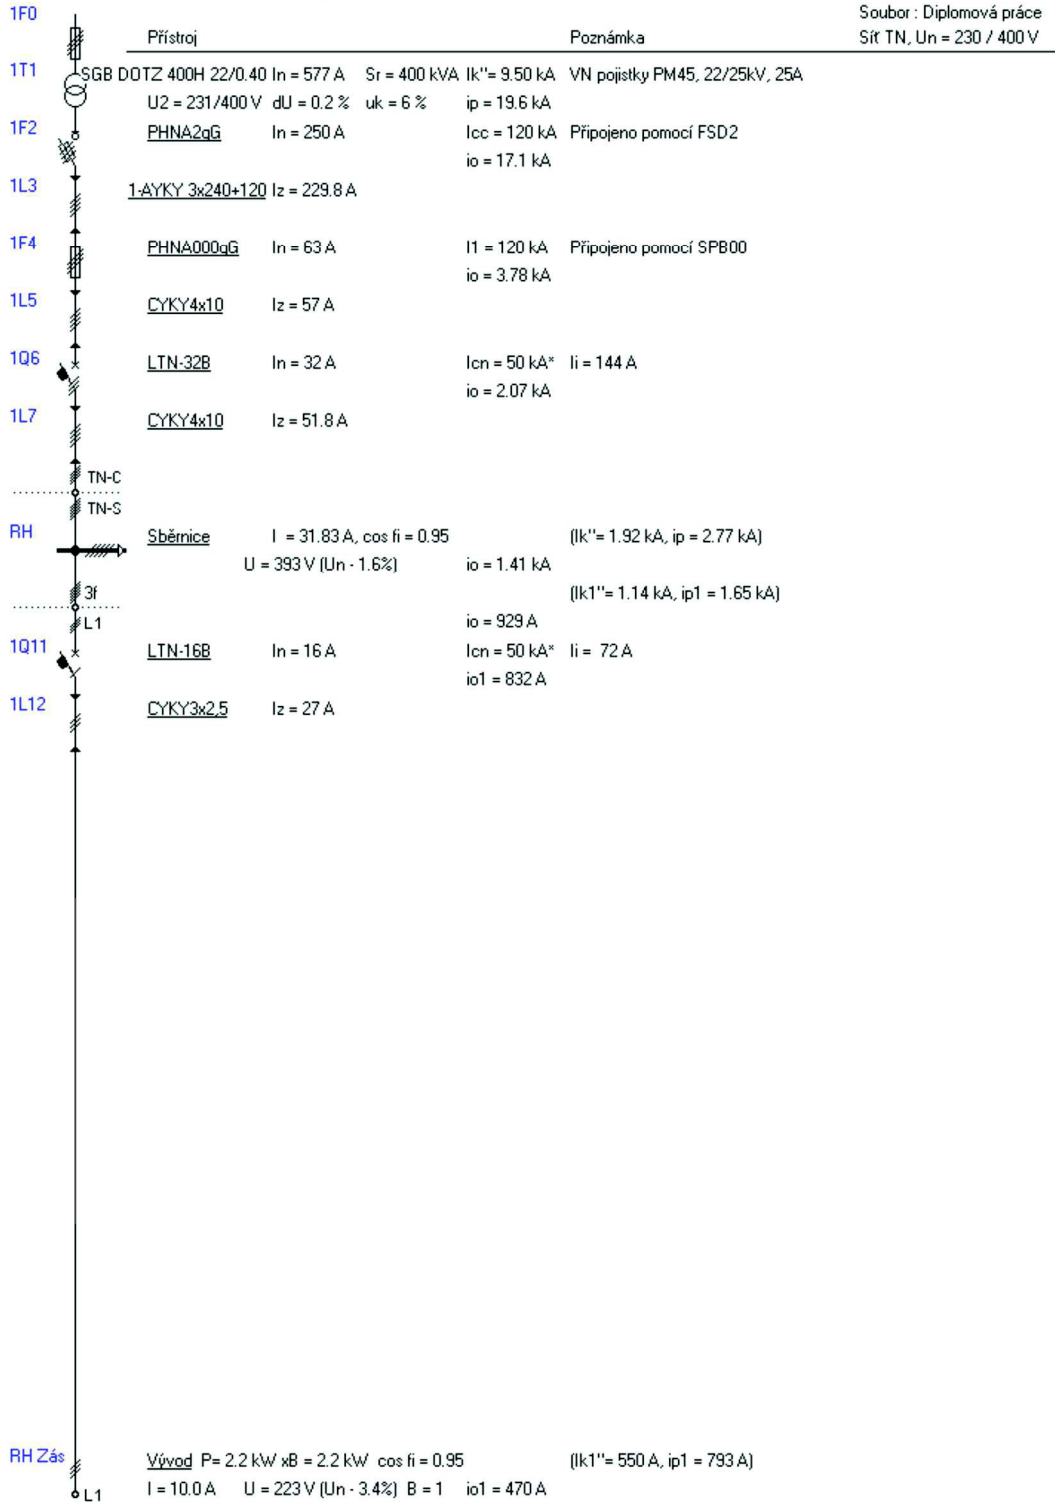 Soubor : Diplomová práce
1F0
Přístroj Poznámka Síť TN, Un = 230 / 400 V
1T1 SGB DOTZ 400H 22/0.40 In = 577 A Sr = 400 kVA Ik''= 9.50 kA VN pojistky PM45, 22/25kV, 25A
U2 = 231/400 V dU = 0.2 % uk = 6 % ip = 19.6 kA
1F2 PHNA2gG In = 250 A Icc = 120 kA Připojeno pomocí FSD2
io = 17.1 kA
1L3 1-AYKY 3x240+120 Iz = 229.8 A
1F4 PHNA000gG In = 63 A I1 = 120 kA Připojeno pomocí SPB00
io = 3.78 kA
1L5 CYKY4x10 Iz = 57 A
1Q6 LTN-32B In = 32 A Icn = 50 kA* Ii = 144 A
io = 2.07 kA
1L7 CYKY4x10 Iz = 51.8 A
TN-C
TN-S
RH Sběrnice I = 31.83 A, cos fi = 0.95 (Ik''= 1.92 kA, ip = 2.77 kA)
U = 393 V (Un - 1.6%) io = 1.41 kA
3f (Ik1''= 1.14 kA, ip1 = 1.65 kA)
L1 io = 929 A
1Q11 LTN-16B In = 16 A Icn = 50 kA* Ii = 72 A
io1 = 832 A
1L12 CYKY3x2,5 Iz = 27 A
RH Zás Vývod P= 2.2 kW xB = 2.2 kW cos fi = 0.95 (Ik1''= 550 A, ip1 = 793 A)
L1 I = 10.0 A U = 223 V (Un - 3.4%) B = 1 io1 = 470 A